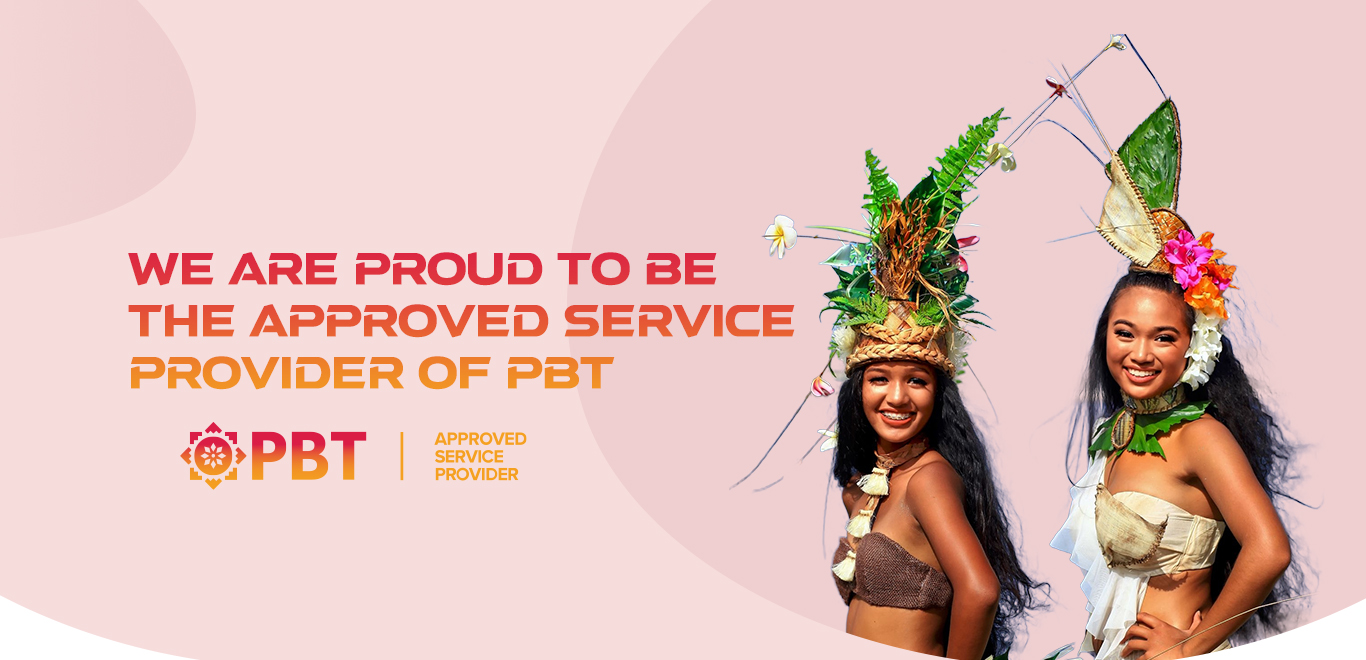 WE ARE PROUD TO BE
THE APPROVED SERVICE
PROVIDER OF PBT
PBT
APPROVED
SERVICE
PROVIDER